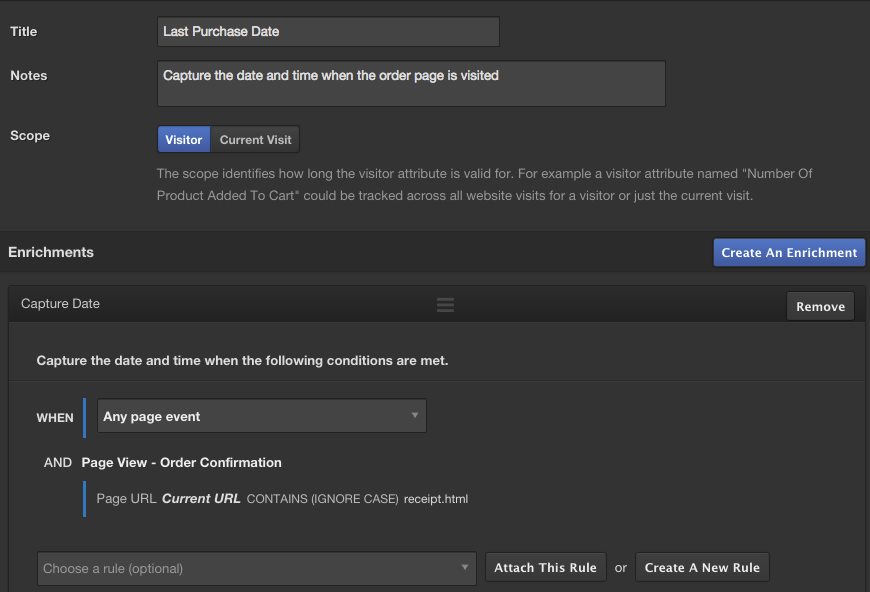 Title
Last Purchase Date
Notes
Capture the date and time when the order page is visited
Scope
Visitor Current Visit
The scope identifies how long the visitor attribute is valid for. For example a visitor attribute named "Number Of
Product Added To Cart" could be tracked across all website visits for a visitor or just the current visit.
Enrichments
Create An Enrichment
Capture Date
Remove
Capture the date and time when the following conditions are met.
WHEN Any page event
AND Page View - Order Confirmation
Page URL Current URL CONTAINS (IGNORE CASE) receipt.html
Choose a rule (optional) Attach This Rule or Create A New Rule